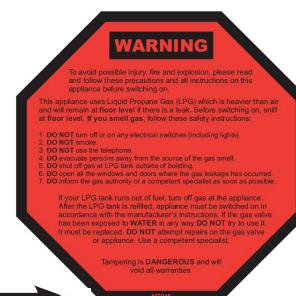 WARNING
To avoid possible injury, fire and explosion, please read
and follow these precautions and all instructions on this
appliance before switching on.
This appliance uses Liquid Propane Gas (LPG) which is heavier than air
and will remain at floor level if there is a leak. Before switching on, sniff
at floor level. If you smell gas, follow these safety instructions:
1. DO NOT turn off or on any electrical switches (including lights).
2. DO NOT smoke.
3. DO NOT use the telephone.
4. DO evacuate persons away from the source of the gas smell.
5. DO shut off gas at LPG tank outside of building.
6. DO open all the windows and doors where the gas leakage has occurred.
7. DO inform the gas authority or a competent specialist as soon as possible.
If your LPG tank runs out of fuel, turn off gas at the appliance.
After the LPG tank is refilled, appliance must be switched on in
accordance with the manufacturer's instructions. If the gas valve
has been exposed to WATER in any way DO NOT try to use it.
It must be replaced. DO NOT attempt repairs on the gas valve
or appliance. Use a competent specialist.
Tampering is DANGEROUS and will
void all warranties.